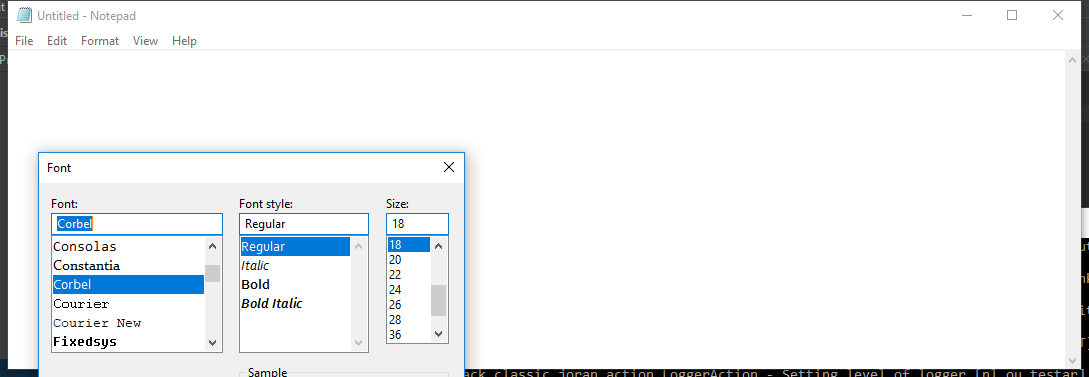 Untitled - Notepad
File Edit Format View Help
Font
Font: Font style: Size:
Corbel Regular 18
Consolas Regular 18
Constantia Italic 20
Corbel Bold 22
Courier Bold Italic 24
Courier New 26
Fixedsys 28
36
Sample
ack classic joran action LoggerAction - Setting level of logger [nl ou testar]